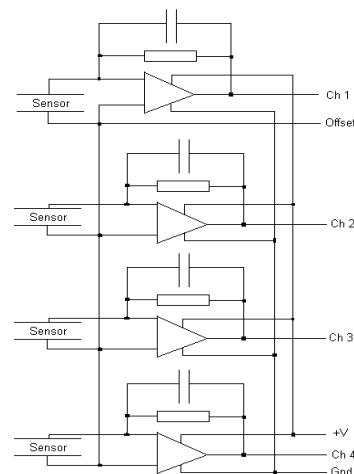 Sensor
Ch 1
Offset
Sensor
Ch 2
Sensor
Ch 3
+V
Sensor
Ch 4
Gnd